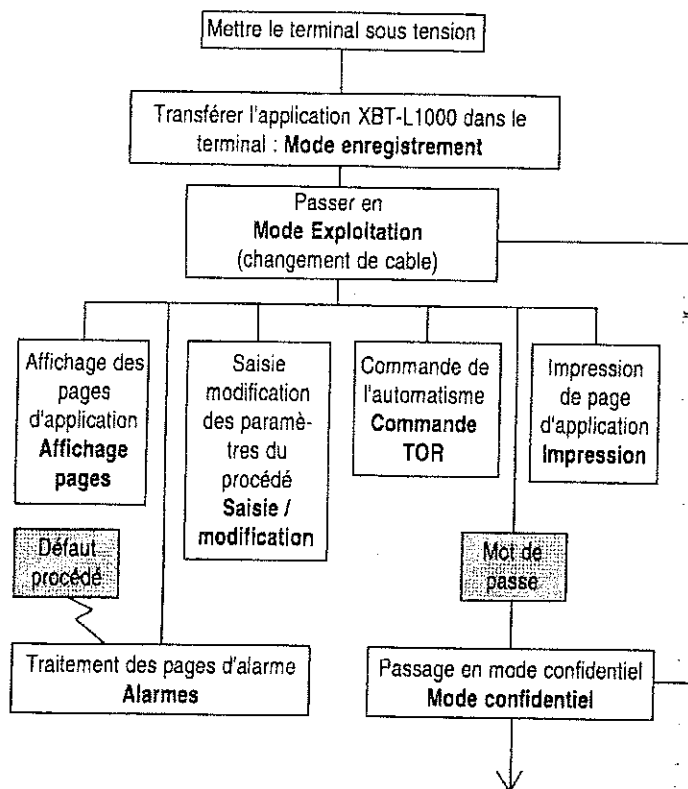 Mettre le terminal sous tension
Transférer l'application XBT-L1000 dans le
terminal : Mode enregistrement
Passer en
Mode Exploitation
(changement de cable)
Affichage des
pages
d'application
Affichage
pages
Saisie
modification
des paramè-
tres du
procédé
Saisie /
modification
Commande de
l'automatisme
Commande
TOR
Impression
de page
d'application
Impression
Défaut
procédé
Mot de
passe
Traitement des pages d'alarme
Alarmes
Passage en mode confidentiel
Mode confidentiel